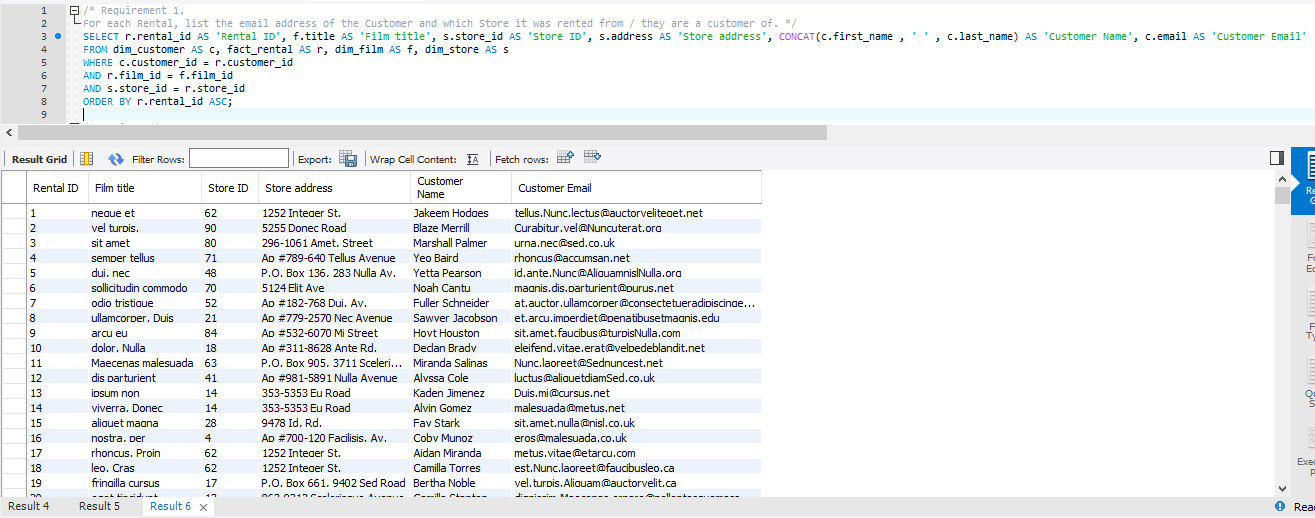 1 /* Requirement 1.
2 For each Rental, list the email address of the Customer and which Store it was rented from / they are a customer of. */
3 SELECT r.rental_id AS 'Rental ID', f.title AS 'Film title', s.store_id AS 'Store ID', s.address AS 'Store address', CONCAT(c.first_name , ' ' , c.last_name) AS 'Customer Name', c.email AS 'Customer Email'
4 FROM dim_customer AS c, fact_rental AS r, dim_film AS f, dim_store AS s
5 WHERE c.customer_id = r.customer_id
6 AND r.film_id = f.film_id
7 AND s.store_id = r.store_id
8 ORDER BY r.rental_id ASC;
9
Result Grid Filter Rows: Export: Wrap Cell Content: Fetch rows:
Rental ID Film title Store ID Store address Customer Name Customer Email
1 neque et 62 1252 Integer St. Jakeem Hodges tellus.Nunc.lectus@auctorveliteget.net
2 vel turpis. 90 5255 Donec Road Blaze Merrill Curabitur.vel@Nuncuterat.org
3 sit amet 80 296-1061 Amet. Street Marshall Palmer urna.nec@sed.co.uk
4 semper tellus 71 Ap #789-640 Tellus Avenue Yeo Baird rhoncus@accumsan.net
5 dui. nec 48 P.O. Box 136, 283 Nulla Av. Yetta Pearson id.ante.Nunc@AliquamnislNulla.org
6 sollicitudin commodo 70 5124 Elit Ave Noah Cantu magnis.dis.parturient@purus.net
7 odio tristique 52 Ap #182-768 Dui. Av. Fuller Schneider at.auctor.ullamcorper@consectetueradipiscinge...
8 ullamcorper. Duis 21 Ap #779-2570 Nec Avenue Sawyer Jacobson et.arcu.imperdiet@penatibusetmagnis.edu
9 arcu eu 84 Ap #532-6070 Mi Street Hoyt Houston sit.amet.faucibus@turpisNulla.com
10 dolor. Nulla 18 Ap #311-8628 Ante Rd. Declan Brady eleifend.vitae.erat@velpedeblandit.net
11 Maecenas malesuada 63 P.O. Box 905, 3711 Sceleri... Miranda Salinas Nunc.laoreet@Sednuncest.net
12 dis parturient 41 Ap #981-5891 Nulla Avenue Alyssa Cole luctus@aliquetdiamSed.co.uk
13 ipsum non 14 353-5353 Eu Road Kaden Jimenez Duis.mi@cursus.net
14 viverra. Donec 14 353-5353 Eu Road Alvin Gomez malesuada@metus.net
15 aliquet magna 28 9478 Id. Rd. Fay Stark sit.amet.nulla@nisl.co.uk
16 nostra. per 4 Ap #700-120 Facilisis. Av. Coby Munoz eros@malesuada.co.uk
17 rhoncus. Proin 62 1252 Integer St. Aidan Miranda metus.vitae@etarcu.com
18 leo. Cras 62 1252 Integer St. Camilla Torres est.Nunc.laoreet@faucibusleo.ca
19 fringilla cursus 17 P.O. Box 661, 9402 Sed Road Bertha Noble vel.turpis.Aliquam@auctorvelit.ca
Result 4 Result 5 Result 6